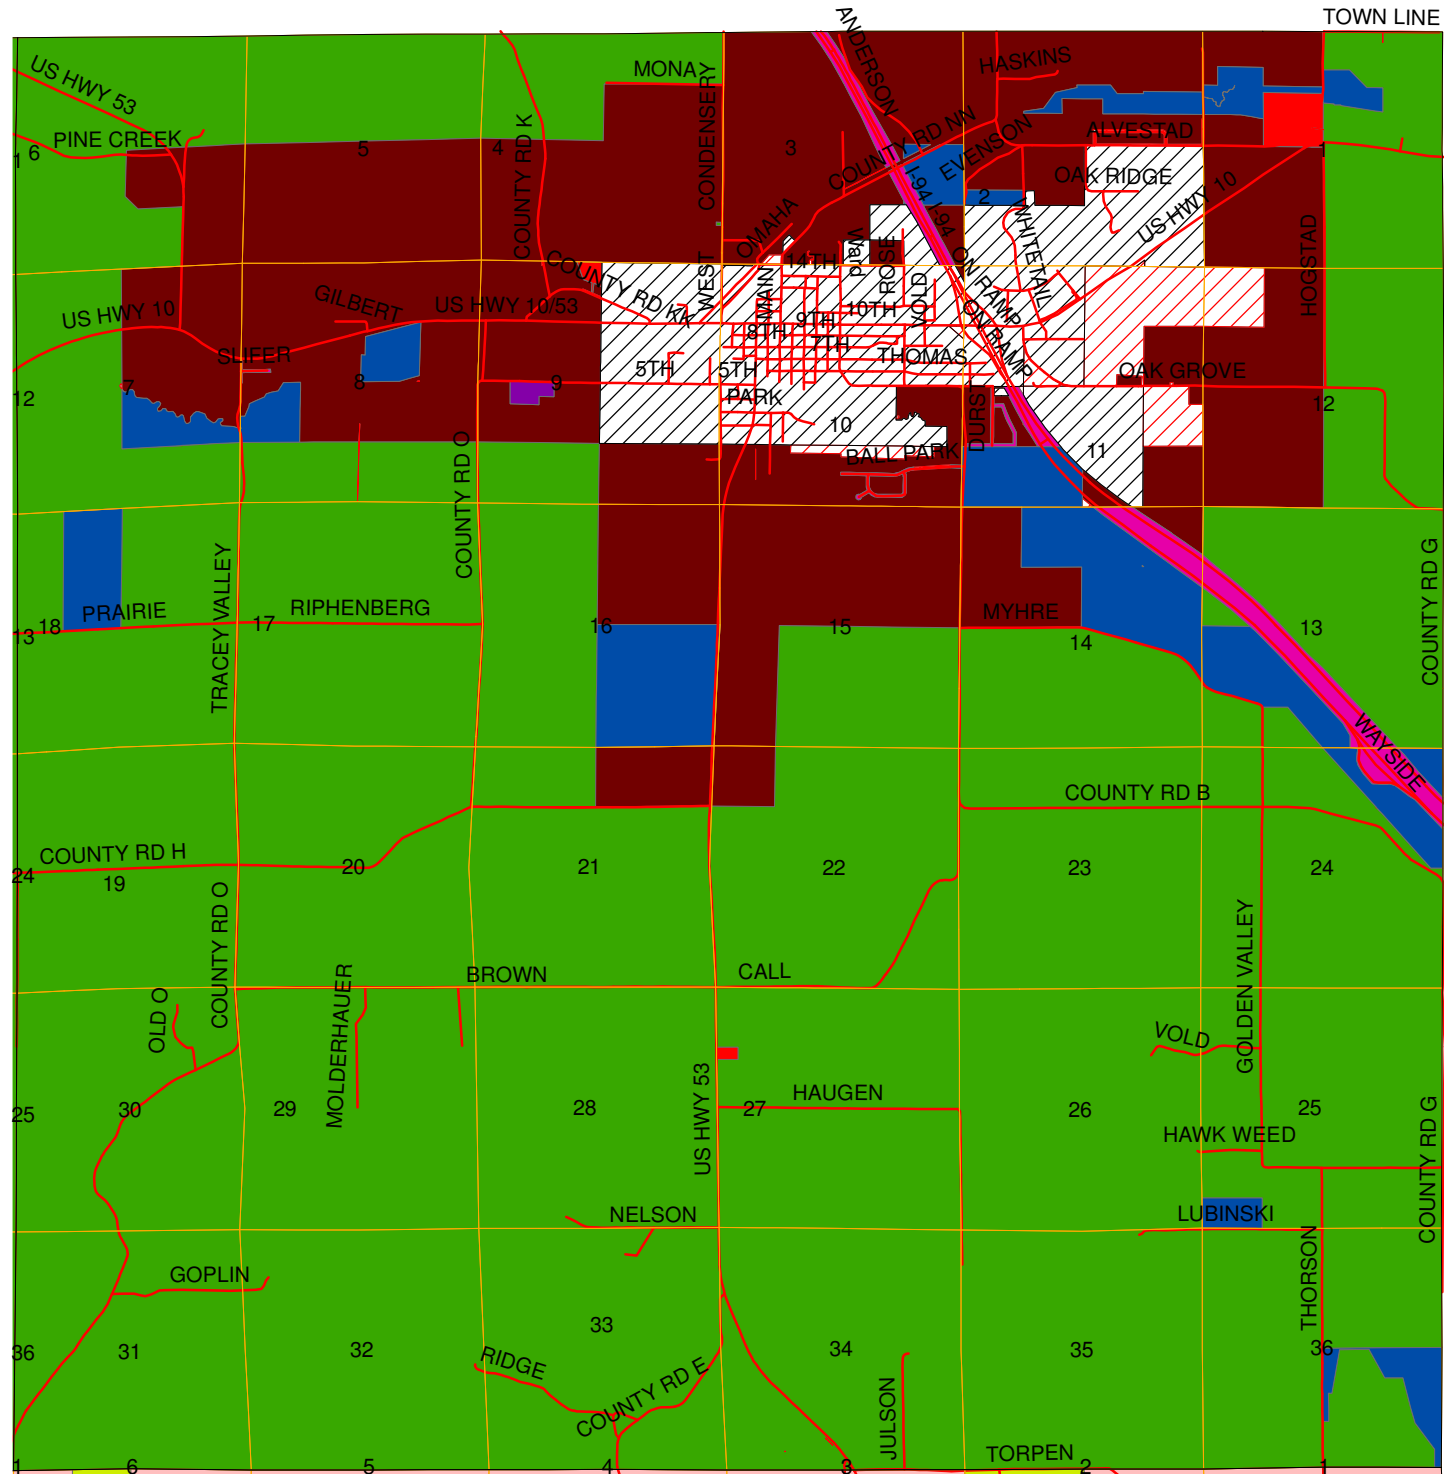 TOWN LINE
ANDERSON
HASKINS
MONA
US HWY 53
CONDENSERY
COUNTY RD K
COUNTY RD NN
EVENSON
ALVESTAD
PINE CREEK
1
6
5
4
3
1
OAK RIDGE
I-94
I-94
2
US HWY 10
WHITETAIL
OMAHA
Ward
ROSE
14TH
HOGSTAD
COUNTY RD KK
WEST
MAIN
ON RAMP
VOLD
US HWY 10
GILBERT
US HWY 10/53
10TH
9TH
8TH
7TH
ON RAMP
SLIFER
THOMAS
5TH
5TH
OAK GROVE
7
8
9
12
PARK
10
DURST
12
11
BALL PARK
COUNTY RD O
TRACEY VALLEY
COUNTY RD G
PRAIRIE
RIPHENBERG
MYHRE
13
18
17
16
15
14
13
WAYSIDE
COUNTY RD B
COUNTY RD H
24
19
20
21
22
23
24
COUNTY RD O
GOLDEN VALLEY
BROWN
CALL
OLD O
MOLDERHAUER
VOLD
US HWY 53
HAUGEN
25
30
29
28
27
26
25
HAWK WEED
COUNTY RD G
NELSON
LUBINSKI
THORSON
GOPLIN
36
31
32
33
34
35
36
RIDGE
COUNTY RD E
JULSON
TORPEN
1
6
5
4
3
2
1